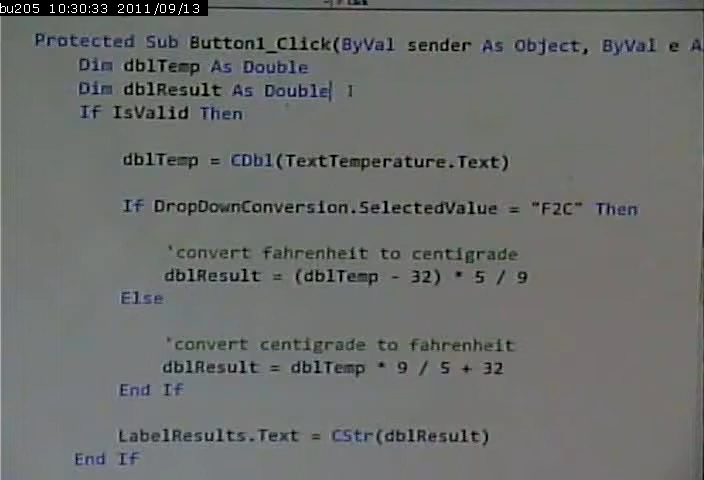 bu205 10:30:33 2011/09/13
Protected Sub Button1_Click(ByVal sender As Object, ByVal e A
Dim dblTemp As Double
Dim dblResult As Double
If IsValid Then
dblTemp = CDbl(TextTemperature.Text)
If DropDownConversion.SelectedValue = "F2C" Then
'convert fahrenheit to centigrade
dblResult = (dblTemp - 32) * 5 / 9
Else
'convert centigrade to fahrenheit
dblResult = dblTemp * 9 / 5 + 32
End If
LabelResults.Text = CStr(dblResult)
End If